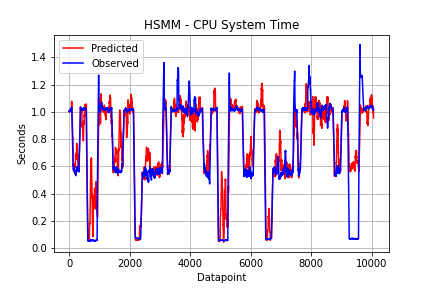 HSMM - CPU System Time
Predicted
Observed
1.4
1.2
1.0
0.8
0.6
0.4
0.2
0.0
Seconds
0 2000 4000 6000 8000 10000
Datapoint